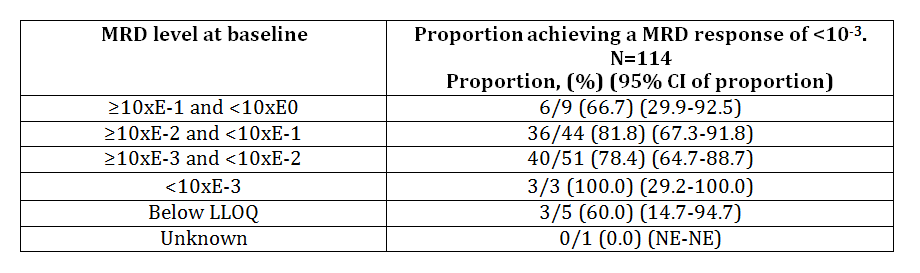 MRD level at baseline
Proportion achieving a MRD response of <10-3.
N=114
Proportion, (%) (95% CI of proportion)
≥10xE-1 and <10xE0
6/9 (66.7) (29.9-92.5)
≥10xE-2 and <10xE-1
36/44 (81.8) (67.3-91.8)
≥10xE-3 and <10xE-2
40/51 (78.4) (64.7-88.7)
<10xE-3
3/3 (100.0) (29.2-100.0)
Below LLOQ
3/5 (60.0) (14.7-94.7)
Unknown
0/1 (0.0) (NE-NE)